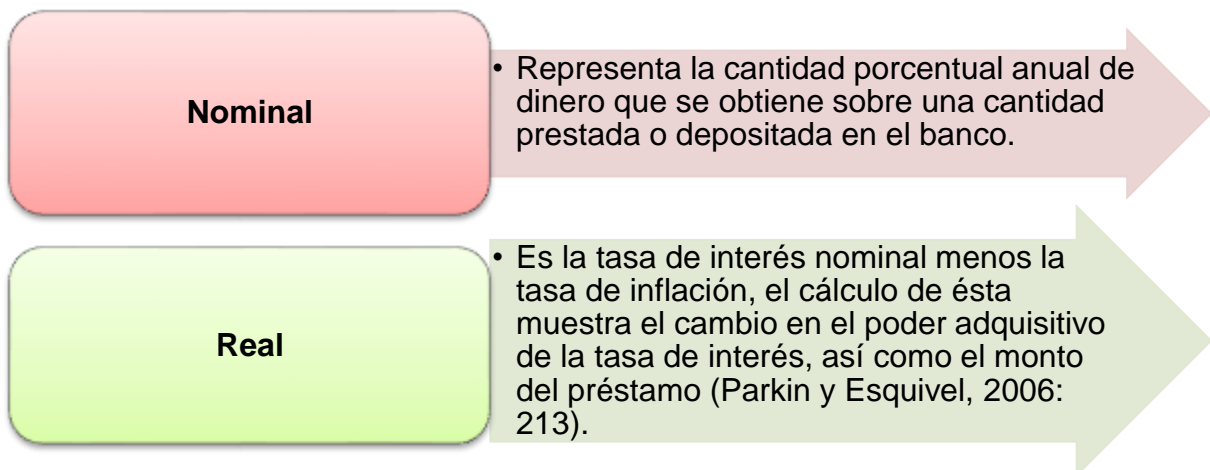 Nominal
• Representa la cantidad porcentual anual de
dinero que se obtiene sobre una cantidad
prestada o depositada en el banco.
Real
• Es la tasa de interés nominal menos la
tasa de inflación, el cálculo de ésta
muestra el cambio en el poder adquisitivo
de la tasa de interés, así como el monto
del préstamo (Parkin y Esquivel, 2006:
213).